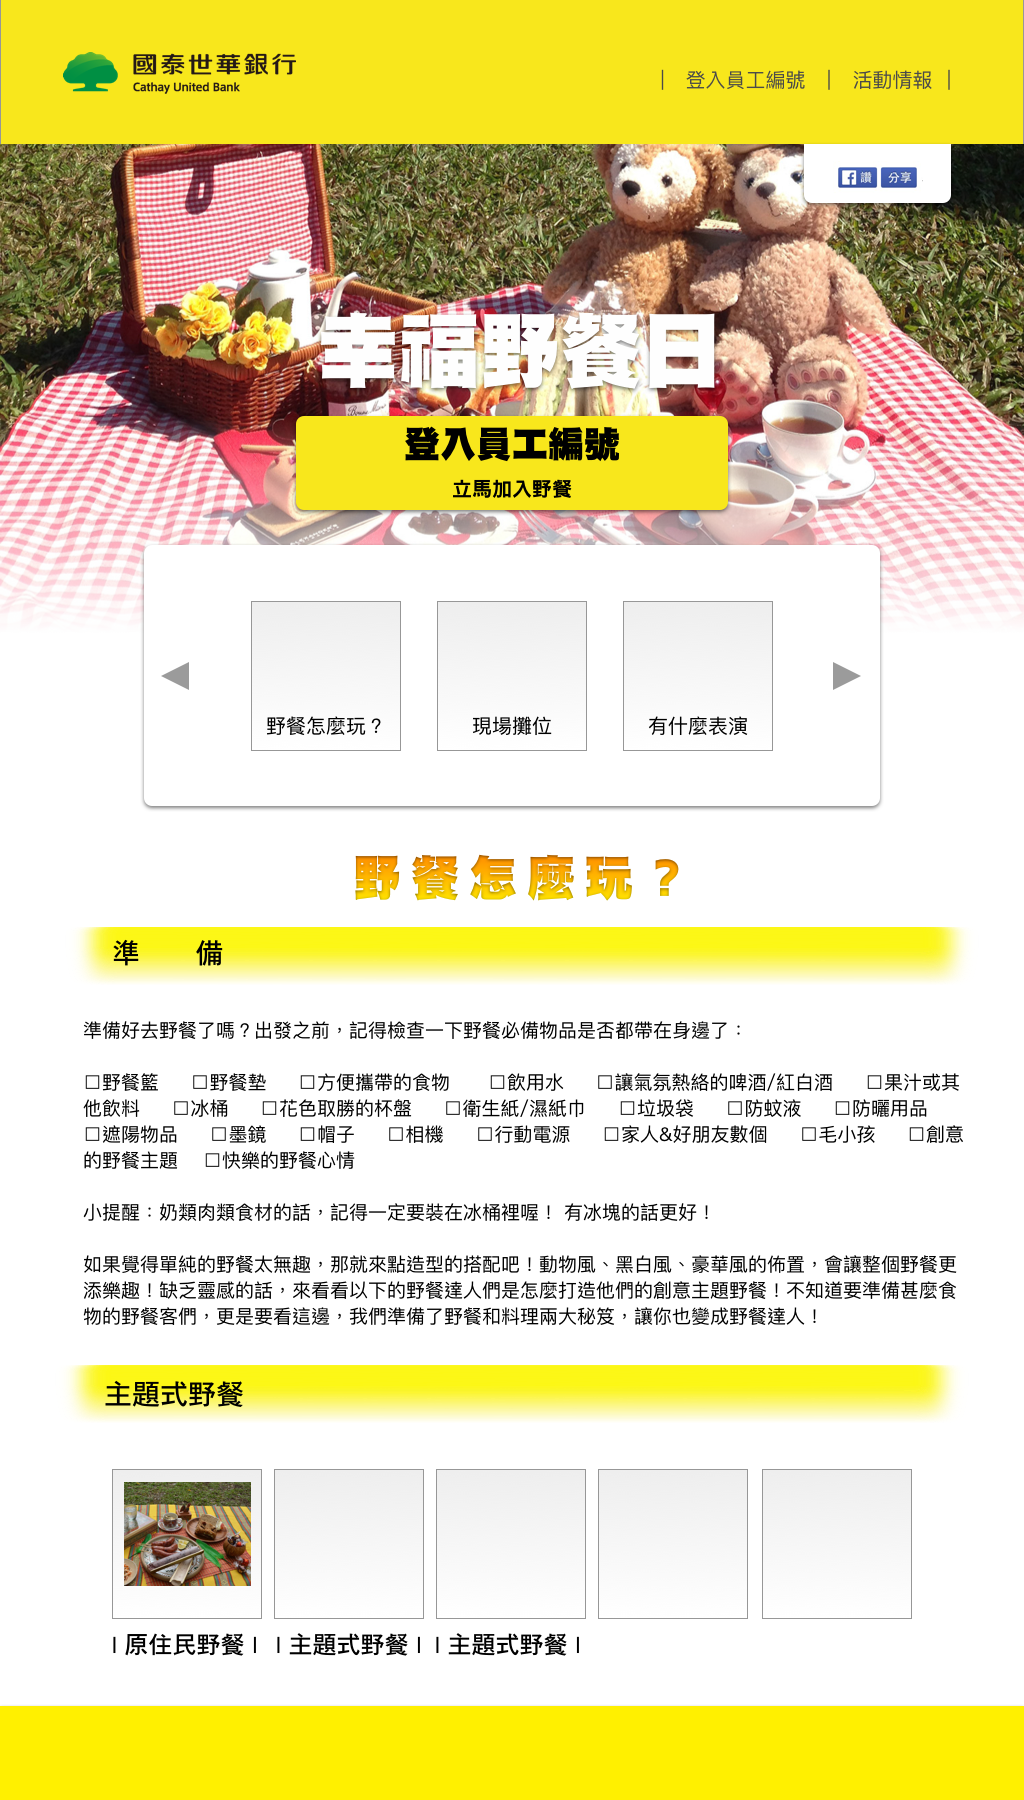 國泰世華銀行
Cathay United Bank
| 登入員工編號 | 活動情報 |
讚 分享
幸福野餐日
登入員工編號
立馬加入野餐
野餐怎麼玩？ 現場攤位 有什麼表演
野餐怎麼玩？
準 備
準備好去野餐了嗎？出發之前，記得檢查一下野餐必備物品是否都帶在身邊了：
□野餐籃 □野餐墊 □方便攜帶的食物 □飲用水 □讓氣氛熱絡的啤酒/紅白酒 □果汁或其
他飲料 □冰桶 □花色取勝的杯盤 □衛生紙/濕紙巾 □垃圾袋 □防蚊液 □防曬用品
□遮陽物品 □墨鏡 □帽子 □相機 □行動電源 □家人&好朋友數個 □毛小孩 □創意
的野餐主題 □快樂的野餐心情
小提醒：奶類肉類食材的話，記得一定要裝在冰桶裡喔！ 有冰塊的話更好！
如果覺得單純的野餐太無趣，那就來點造型的搭配吧！動物風、黑白風、豪華風的佈置，會讓整個野餐更
添樂趣！缺乏靈感的話，來看看以下的野餐達人們是怎麼打造他們的創意主題野餐！不知道要準備甚麼食
物的野餐客們，更是要看這邊，我們準備了野餐和料理兩大秘笈，讓你也變成野餐達人！
主題式野餐
| 原住民野餐 | | 主題式野餐 | | 主題式野餐 |